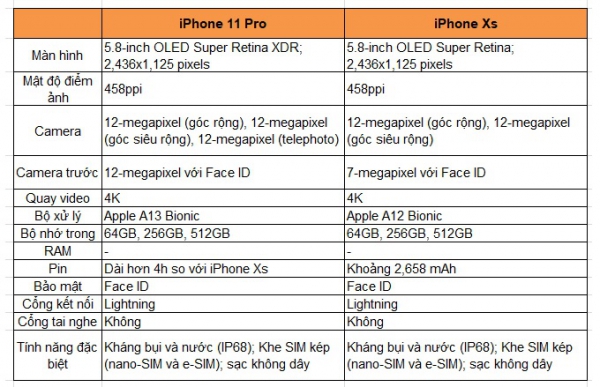 iPhone 11 Pro iPhone Xs
Màn hình 5.8-inch OLED Super Retina XDR; 5.8-inch OLED Super Retina;
2,436x1,125 pixels 2,436x1,125 pixels
Mật độ điểm
ảnh 458ppi 458ppi
Camera 12-megapixel (góc rộng), 12-megapixel 12-megapixel (góc rộng), 12-megapixel
(góc siêu rộng), 12-megapixel (telephoto) (góc siêu rộng)
Camera trước 12-megapixel với Face ID 7-megapixel với Face ID
Quay video 4K 4K
Bộ xử lý Apple A13 Bionic Apple A12 Bionic
Bộ nhớ trong 64GB, 256GB, 512GB 64GB, 256GB, 512GB
RAM - -
Pin Dài hơn 4h so với iPhone Xs Khoảng 2,658 mAh
Bảo mật Face ID Face ID
Cổng kết nối Lightning Lightning
Cổng tai nghe Không Không
Tính năng đặc Kháng bụi và nước (IP68); Khe SIM kép Kháng bụi và nước (IP68); Khe SIM kép
biệt (nano-SIM và e-SIM); sạc không dây (nano-SIM và e-SIM); sạc không dây